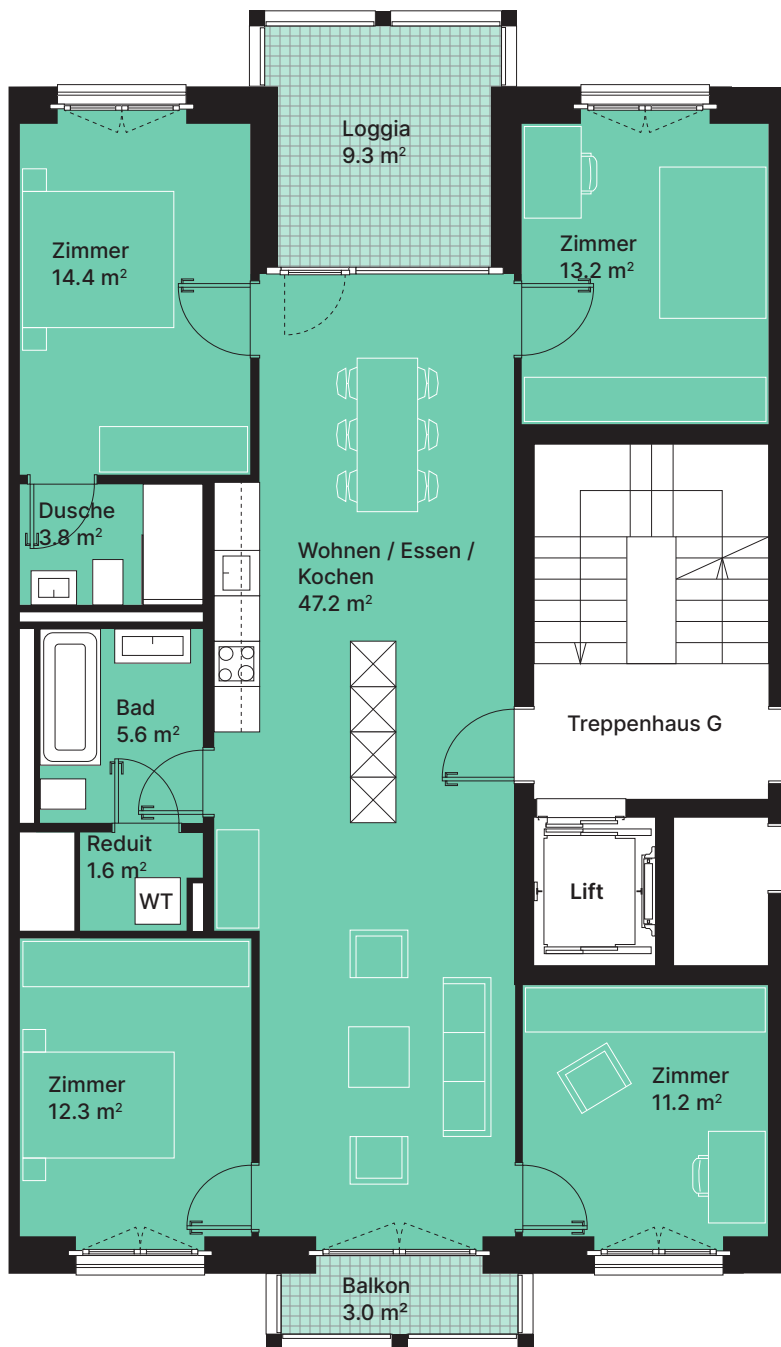 Loggia
9.3 m²
Zimmer
14.4 m²
Zimmer
13.2 m²
Dusche
3.8 m²
Wohnen / Essen /
Kochen
47.2 m²
Bad
5.6 m²
Treppenhaus G
Reduit
1.6 m²
WT
Lift
Zimmer
12.3 m²
Zimmer
11.2 m²
Balkon
3.0 m²